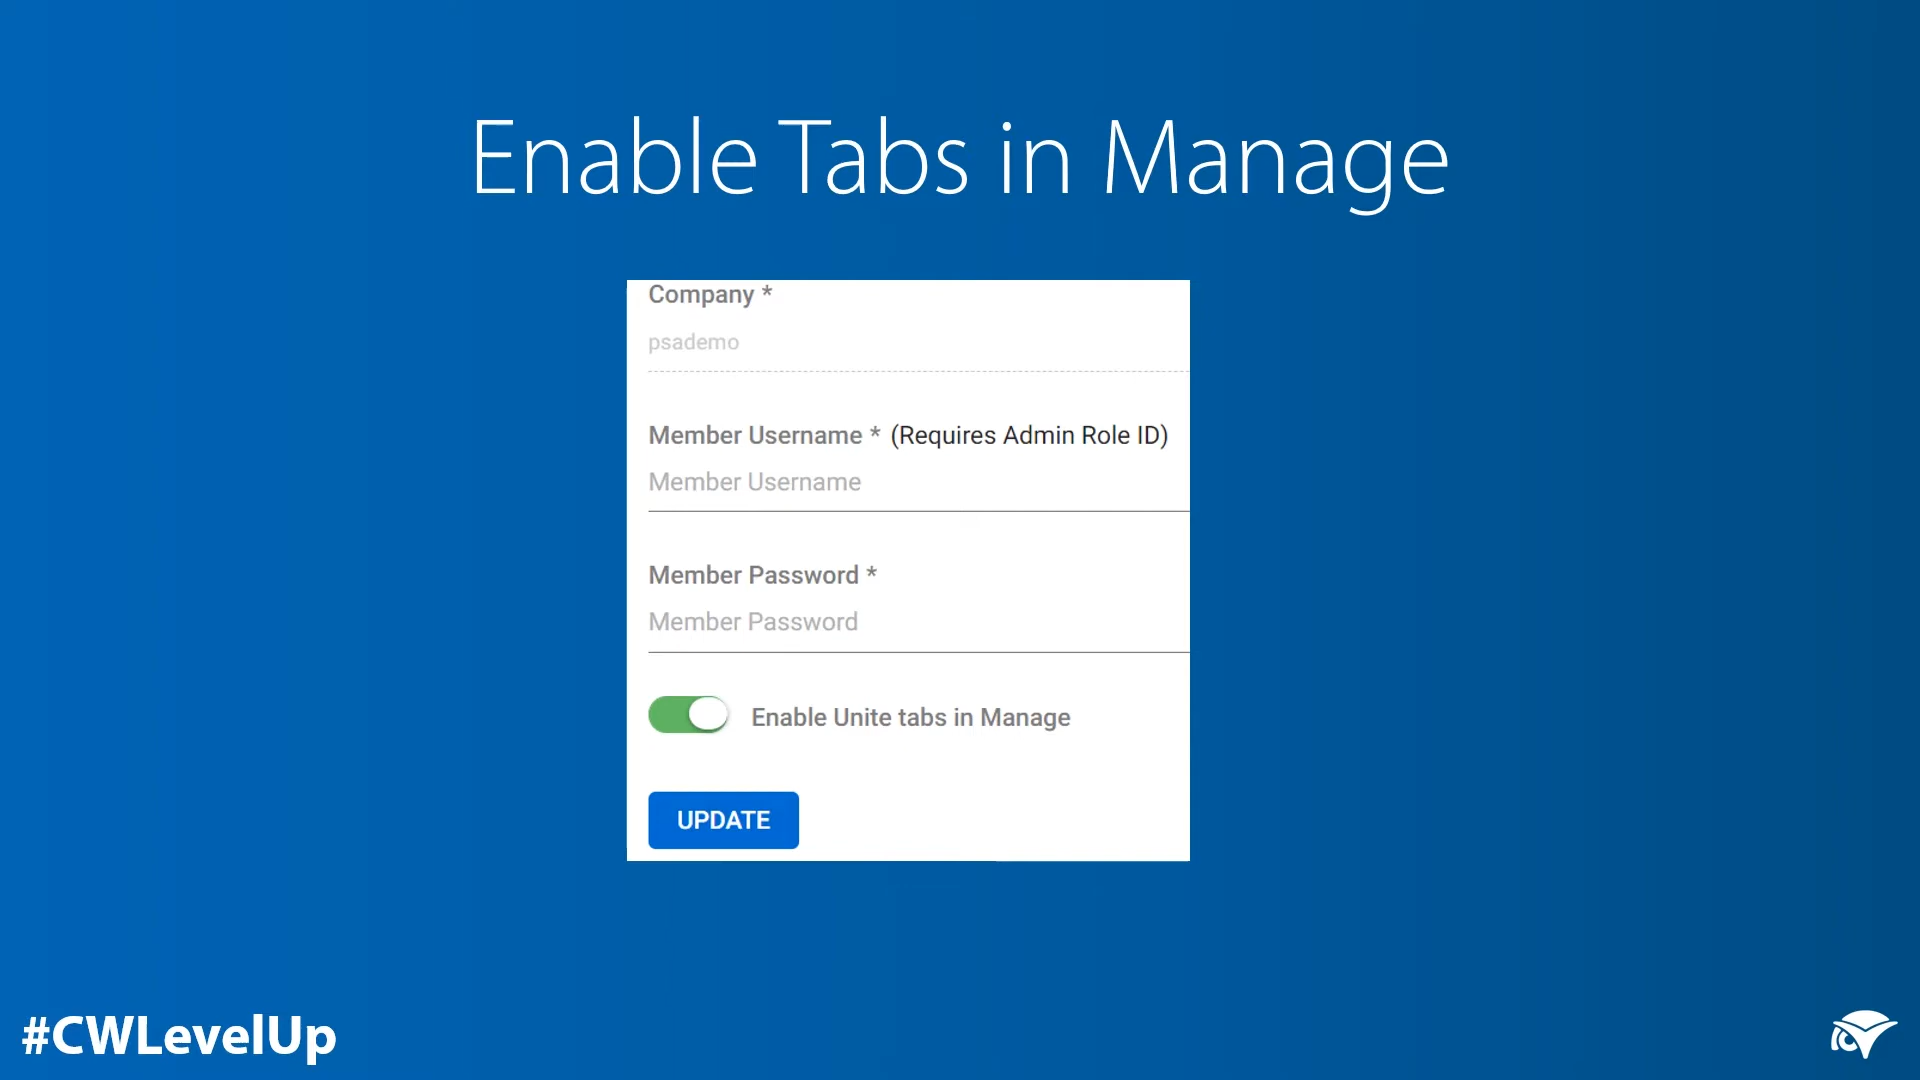 Enable Tabs in Manage
Company *
psademo
Member Username * (Requires Admin Role ID)
Member Username
Member Password *
Member Password
Enable Unite tabs in Manage
UPDATE
#CWLevelUp